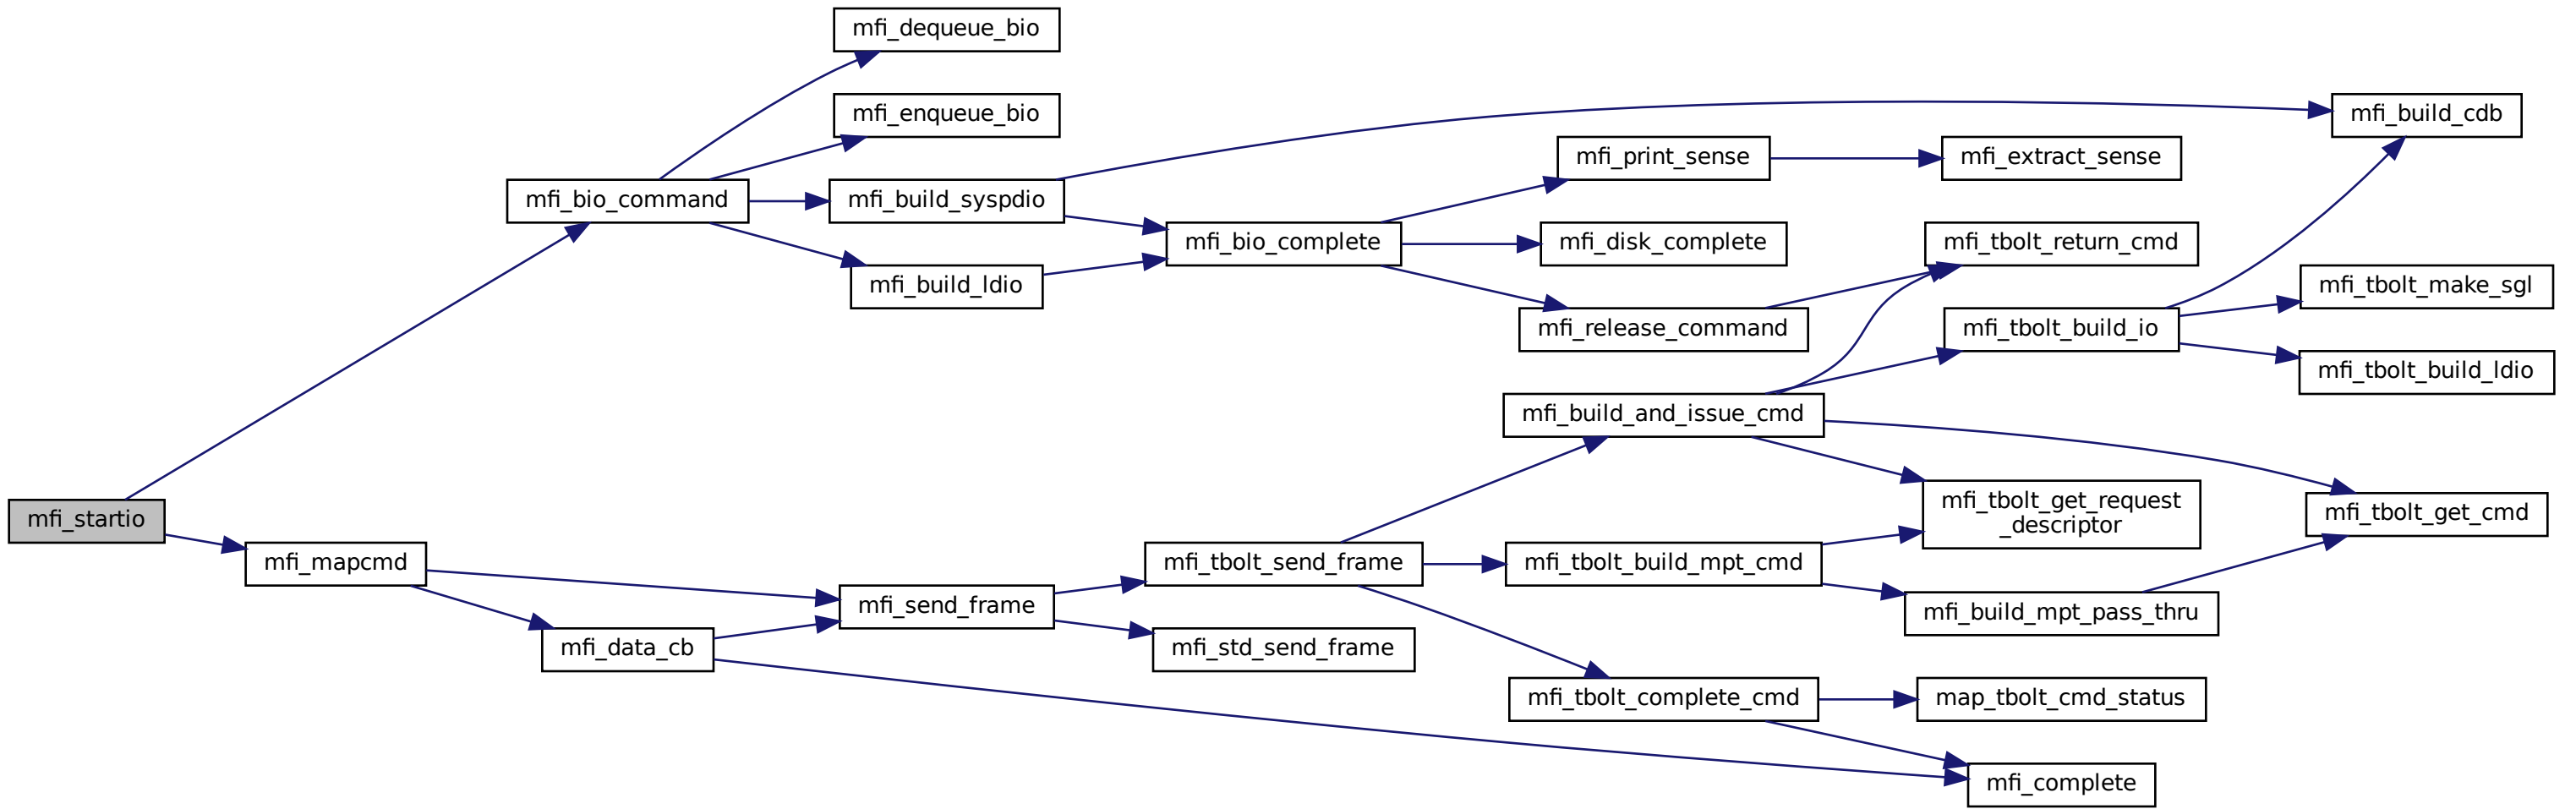 mfi_dequeue_bio
mfi_enqueue_bio
mfi_build_cdb
mfi_print_sense
mfi_extract_sense
mfi_bio_command
mfi_build_syspdio
mfi_bio_complete
mfi_disk_complete
mfi_tbolt_return_cmd
mfi_build_ldio
mfi_tbolt_make_sgl
mfi_release_command
mfi_tbolt_build_io
mfi_tbolt_build_ldio
mfi_build_and_issue_cmd
mfi_startio
mfi_tbolt_get_request
_descriptor
mfi_tbolt_get_cmd
mfi_mapcmd
mfi_tbolt_send_frame
mfi_tbolt_build_mpt_cmd
mfi_send_frame
mfi_build_mpt_pass_thru
mfi_data_cb
mfi_std_send_frame
mfi_tbolt_complete_cmd
map_tbolt_cmd_status
mfi_complete